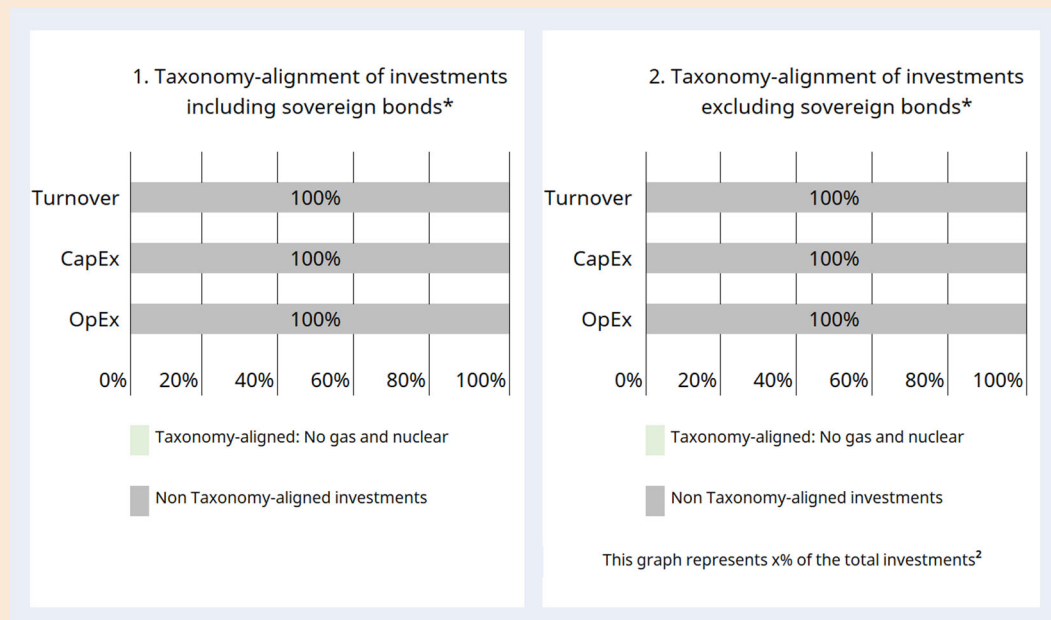 1. Taxonomy-alignment of investments
including sovereign bonds*
Turnover 100%
CapEx 100%
OpEx 100%
0% 20% 40% 60% 80% 100%
Taxonomy-aligned: No gas and nuclear
Non Taxonomy-aligned investments
2. Taxonomy-alignment of investments
excluding sovereign bonds*
Turnover 100%
CapEx 100%
OpEx 100%
0% 20% 40% 60% 80% 100%
Taxonomy-aligned: No gas and nuclear
Non Taxonomy-aligned investments
This graph represents x% of the total investments²